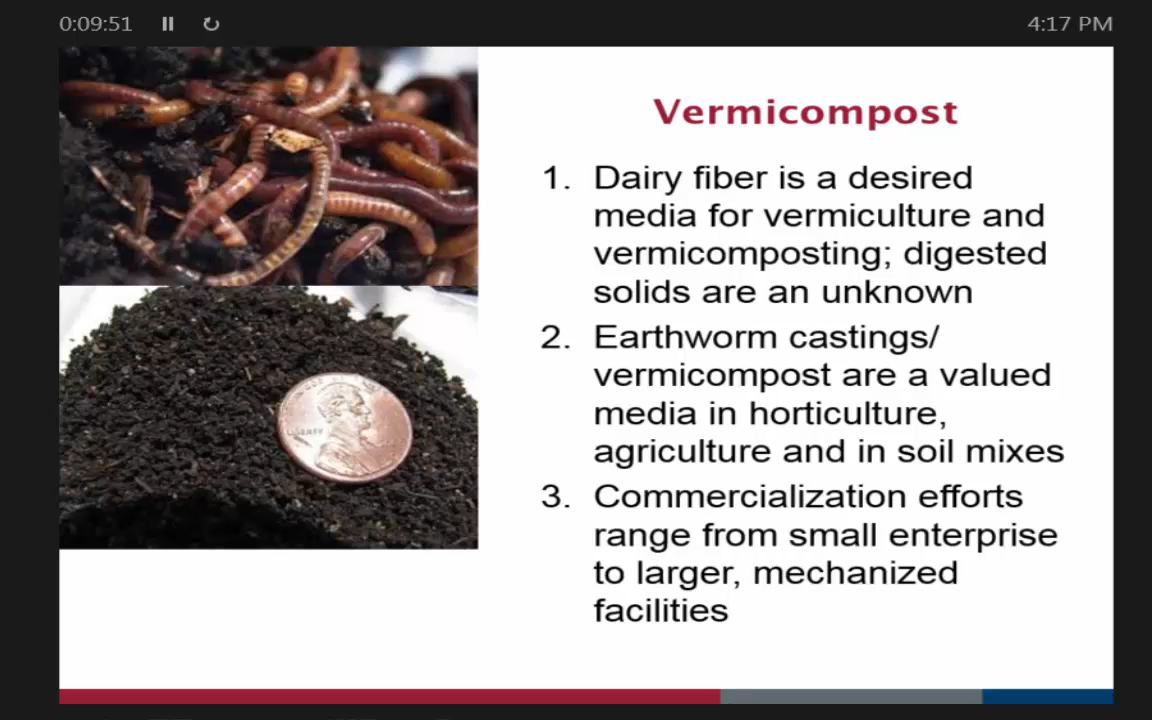 0:09:51
4:17 PM
Vermicompost
1. Dairy fiber is a desired
media for vermiculture and
vermicomposting; digested
solids are an unknown
2. Earthworm castings/
vermicompost are a valued
media in horticulture,
agriculture and in soil mixes
3. Commercialization efforts
range from small enterprise
to larger, mechanized
facilities
LIBERTY